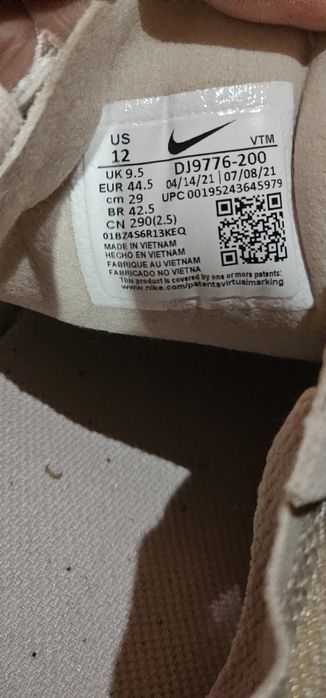 US
12
VTM
UK 9.5
DJ9776-200
EUR 44.5
04/14/21 07/08/21
cm 29
UPC 00195243645979
BR 42.5
CN 290(2.5)
01BZ4S6R13KEQ
MADE IN VIETNAM
HECHO EN VIETNAM
FABRIQUE AU VIETNAM
FABRICADO NO VIETNA
This product is covered by one or more patents:
www.nike.com/patentsvirtualmarking